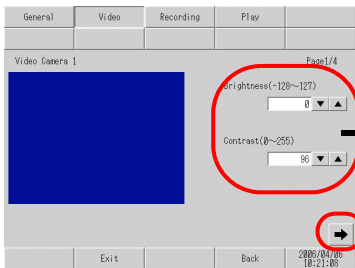 General Video Recording Play
Video Camera 1 Page1/4
Brightness(-128～127)
0
Contrast(0～255)
96
Exit Back 2006/04/06
10:21:08